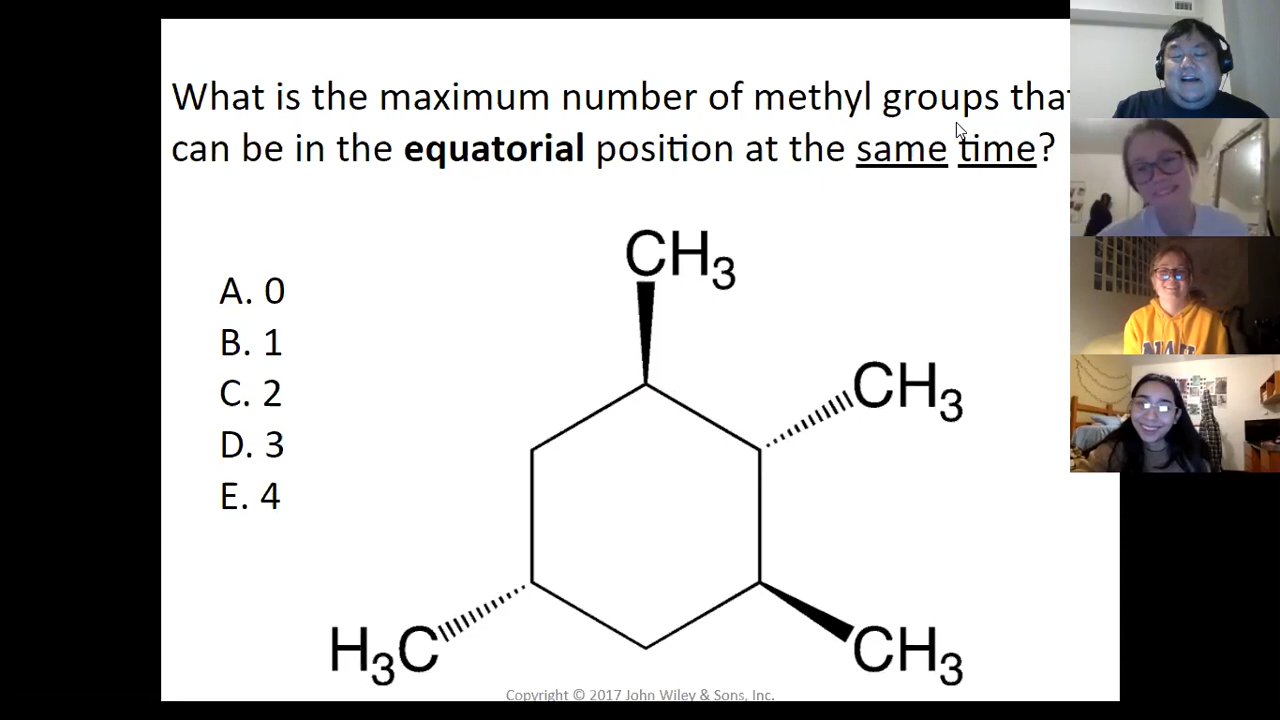 What is the maximum number of methyl groups that
can be in the equatorial position at the same time?
CH3
A. 0
B. 1
CH3
C. 2
D. 3
E. 4
H3C
CH3
Copyright © 2017 John Wiley & Sons, Inc.